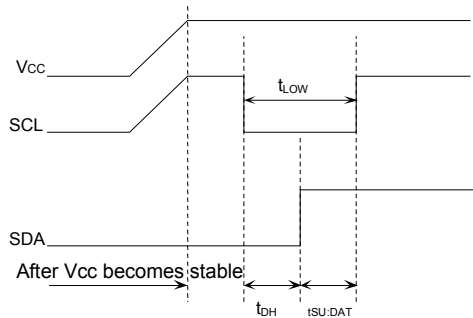 VCC
tLOW
SCL
SDA
After Vcc becomes stable
tDH
tSU:DAT